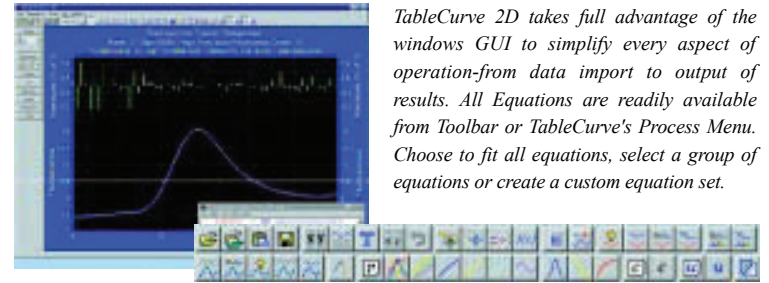 TableCurve 2D takes full advantage of the
windows GUI to simplify every aspect of
operation-from data import to output of
results. All Equations are readily available
from Toolbar or TableCurve's Process Menu.
Choose to fit all equations, select a group of
equations or create a custom equation set.